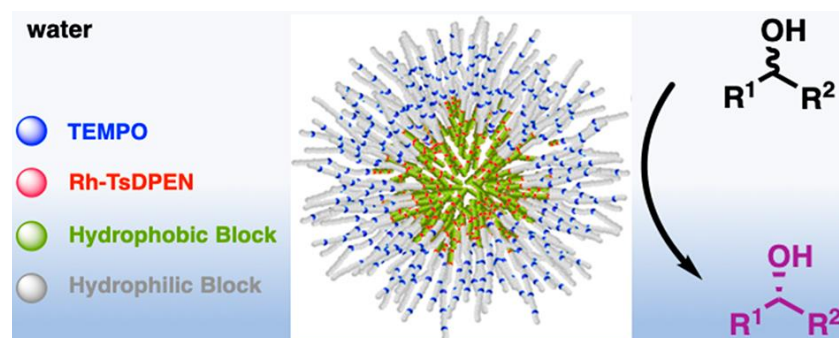 water
TEMPO
Rh-TsDPEN
Hydrophobic Block
Hydrophilic Block
OH
R¹ R²
OH
R¹ R²